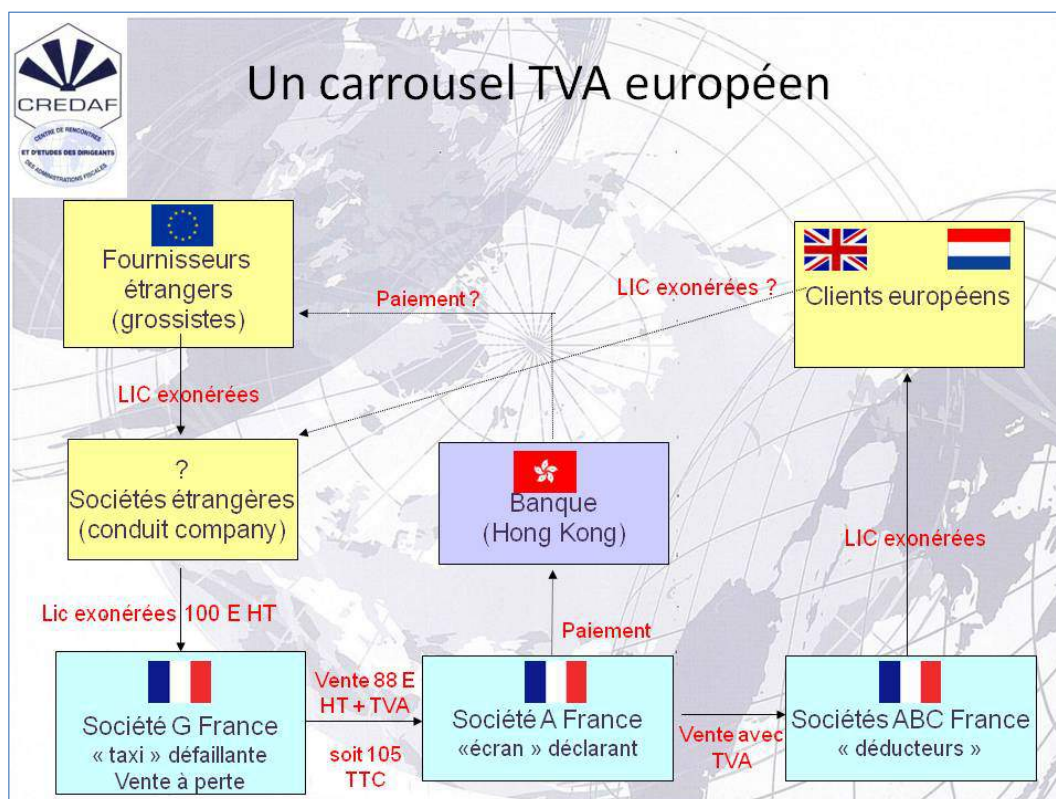 CREDAF
CENTRE DE RENCONTRES
ET D'ETUDES DES DIRIGEANTS
DES ADMINISTRATIONS FISCALES
Un carrousel TVA européen
Fournisseurs
étrangers
(grossistes)
Paiement ?
LIC exonérées ?
Clients européens
LIC exonérées
?
Sociétés étrangères
(conduit company)
Banque
(Hong Kong)
LIC exonérées
Lic exonérées 100 E HT
Paiement
Société G France
« taxi » défaillante
Vente à perte
Vente 88 E
HT + TVA
soit 105
TTC
Société A France
«écran » déclarant
Vente avec
TVA
Sociétés ABC France
« déducteurs »